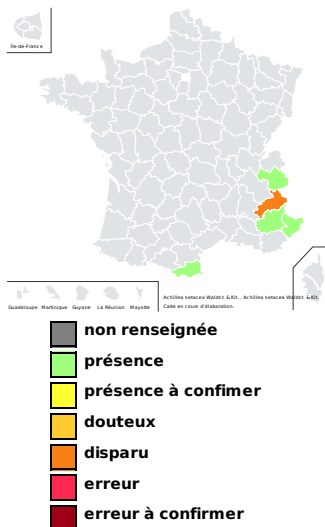 Île-de-France
Achillea setacea Waldst. & Kit. , Achillea setacea Waldst. & Kit.
Guadeloupe Martinique Guyane La Réunion Mayotte
Carte en cours d'élaboration.
non renseignée
présence
présence à confimer
douteux
disparu
erreur
erreur à confirmer